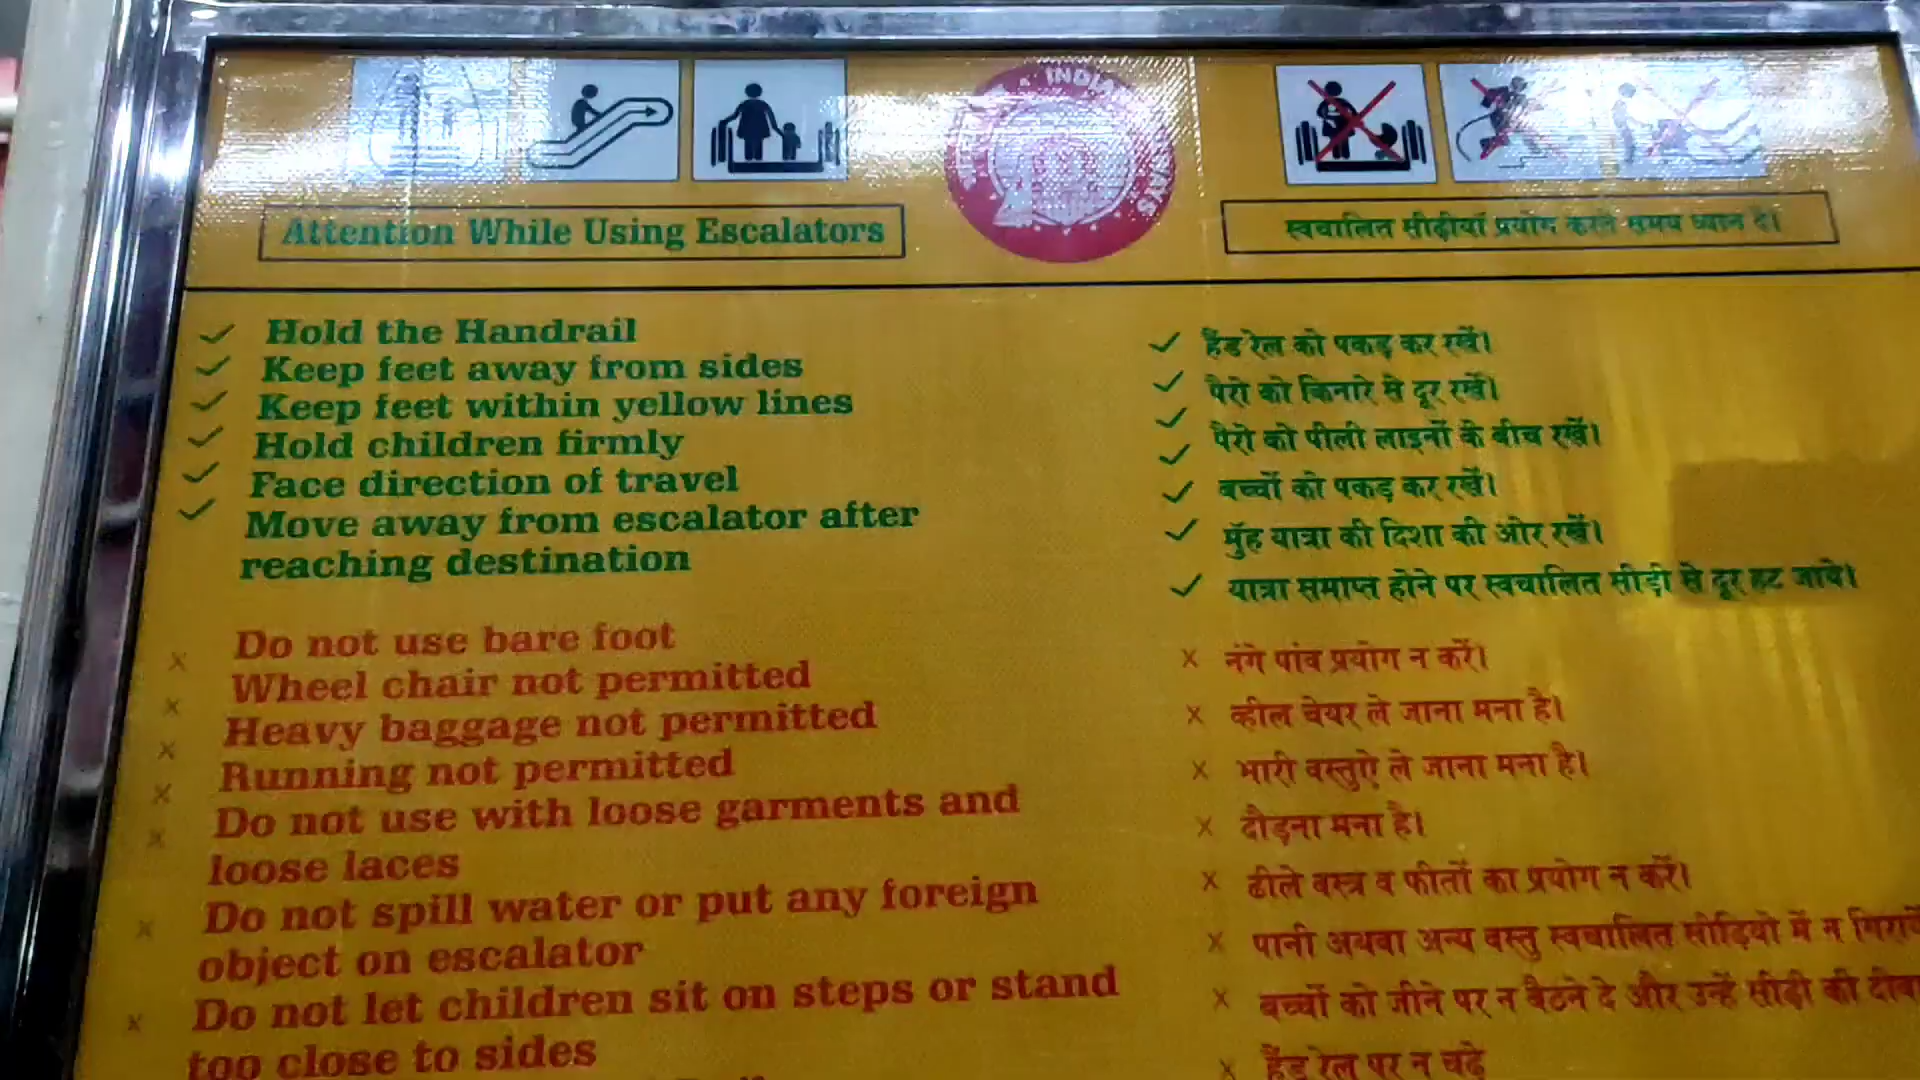 INDIA
Attention While Using Escalators
स्वचालित सीढ़ीयाँ प्रयोग करते समय ध्यान दें।
Hold the Handrail
Keep feet away from sides
Keep feet within yellow lines
Hold children firmly
Face direction of travel
Move away from escalator after
reaching destination
Do not use bare foot
Wheel chair not permitted
Heavy baggage not permitted
Running not permitted
Do not use with loose garments and
loose laces
Do not spill water or put any foreign
object on escalator
Do not let children sit on steps or stand
too close to sides
हैंड रेल को पकड़ कर रखें।
पैरो को किनारे से दूर रखें।
पैरो को पीली लाइनों के बीच रखें।
बच्चों को पकड़ कर रखें।
मुँह यात्रा की दिशा की ओर रखें।
यात्रा समाप्त होने पर स्वचालित सीड़ी से दूर हट जाये।
नंगे पांव प्रयोग न करें।
व्हील चेयर ले जाना मना है।
भारी वस्तुऐ ले जाना मना है।
दौड़ना मना है।
ढीले वस्त्र व फीतों का प्रयोग न करें।
पानी अथवा अन्य वस्तु स्वचालित सीढ़ियो में न
बच्चों को जीने पर न बैठने दे और उन्हें सीढ़ी की
हैंड रेल पर न चढ़े